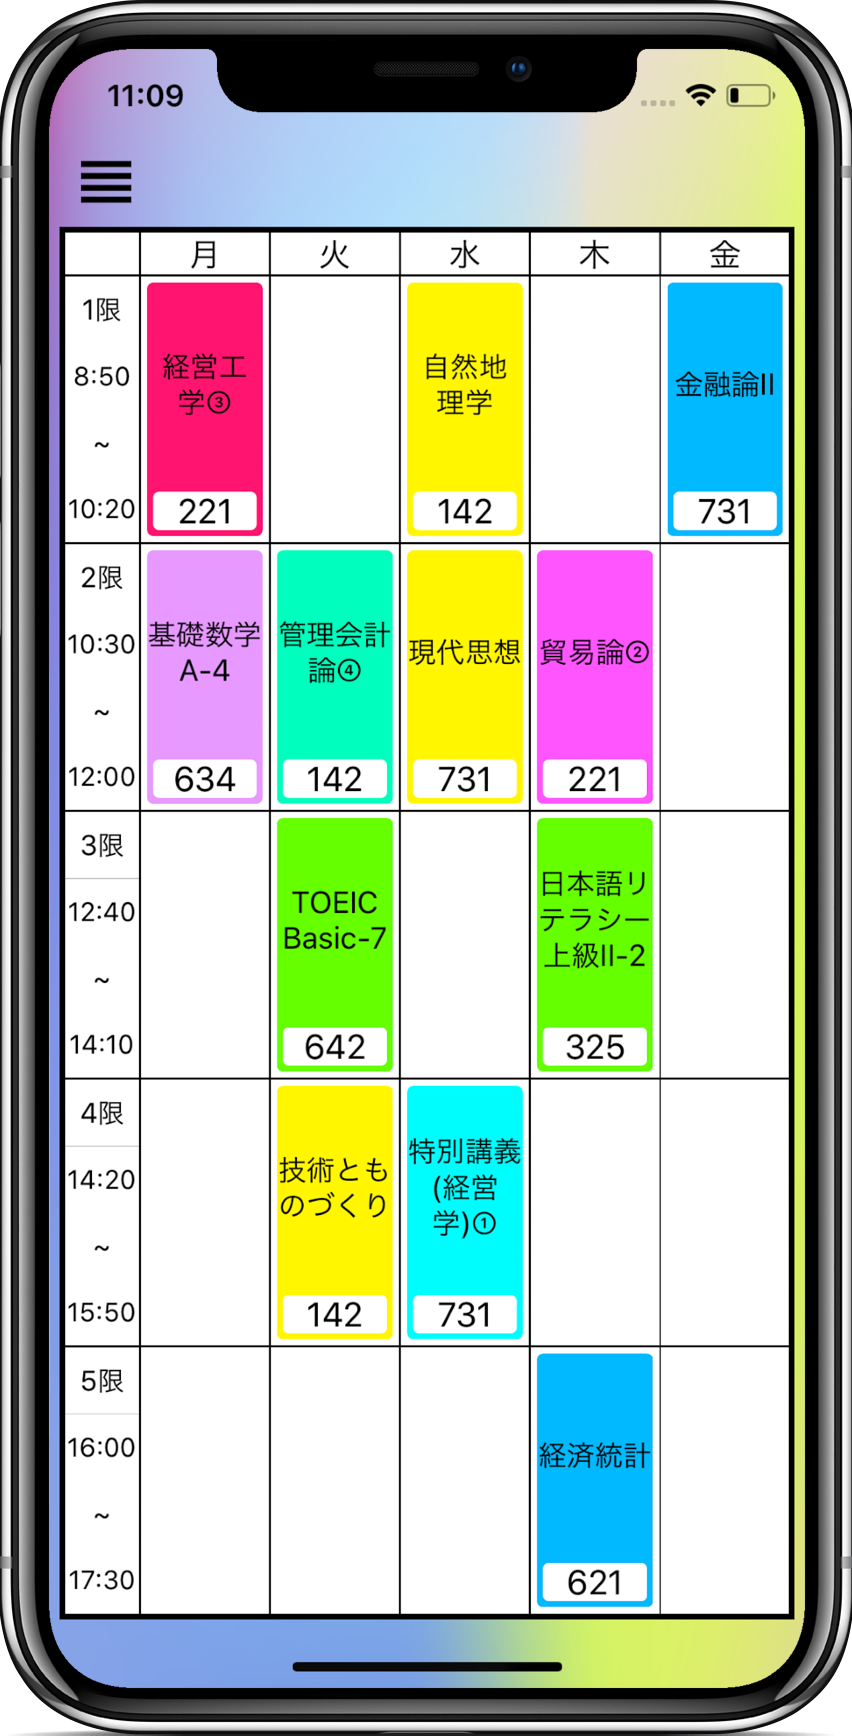 11:09
月 火 水 木 金
1限
8:50
~
10:20
経営工
学③
221
自然地
理学
142
金融論II
731
2限
10:30
~
12:00
基礎数学
A-4
634
管理会計
論④
142
現代思想
731
貿易論②
221
3限
12:40
~
14:10
TOEIC
Basic-7
642
日本語リ
テラシー
上級II-2
325
4限
14:20
~
15:50
技術とも
のづくり
142
特別講義
(経営
学)①
731
5限
16:00
~
17:30
経済統計
621